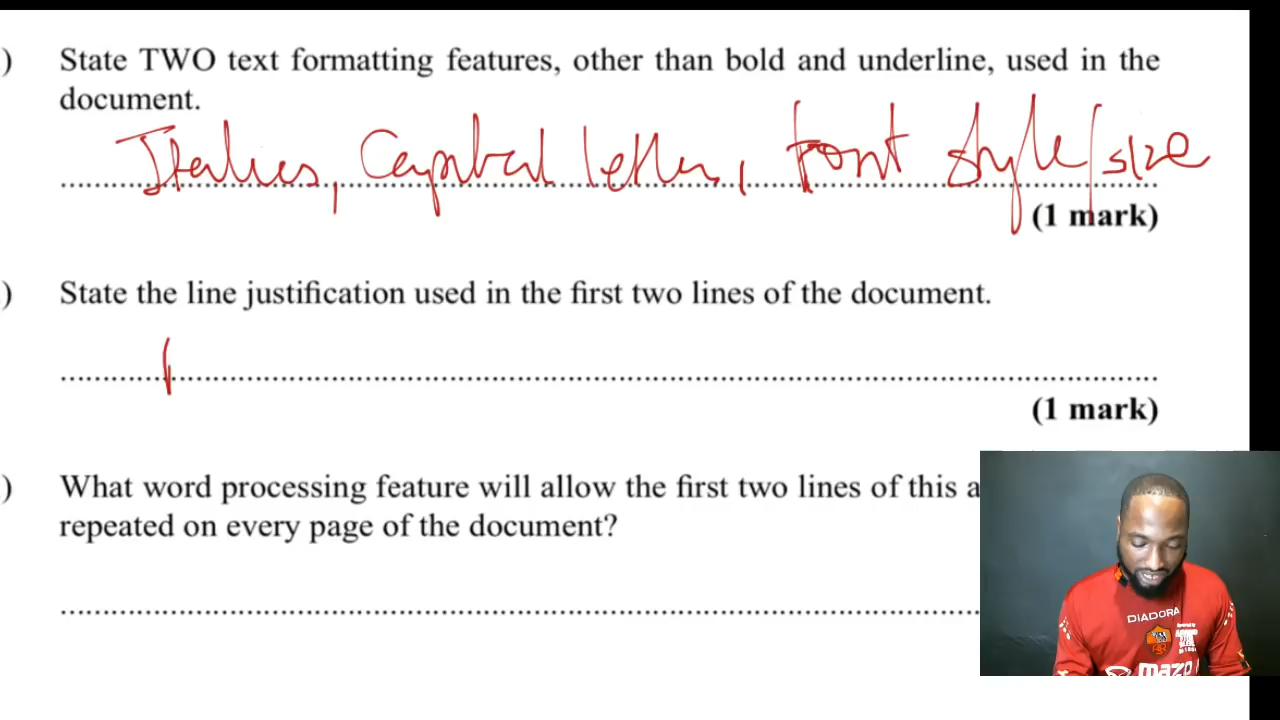 ) State TWO text formatting features, other than bold and underline, used in the
document.
Italics, Capital letter, font style/size
(1 mark)
) State the line justification used in the first two lines of the document.
(1 mark)
) What word processing feature will allow the first two lines of this a
repeated on every page of the document?
DIADORA
mazo